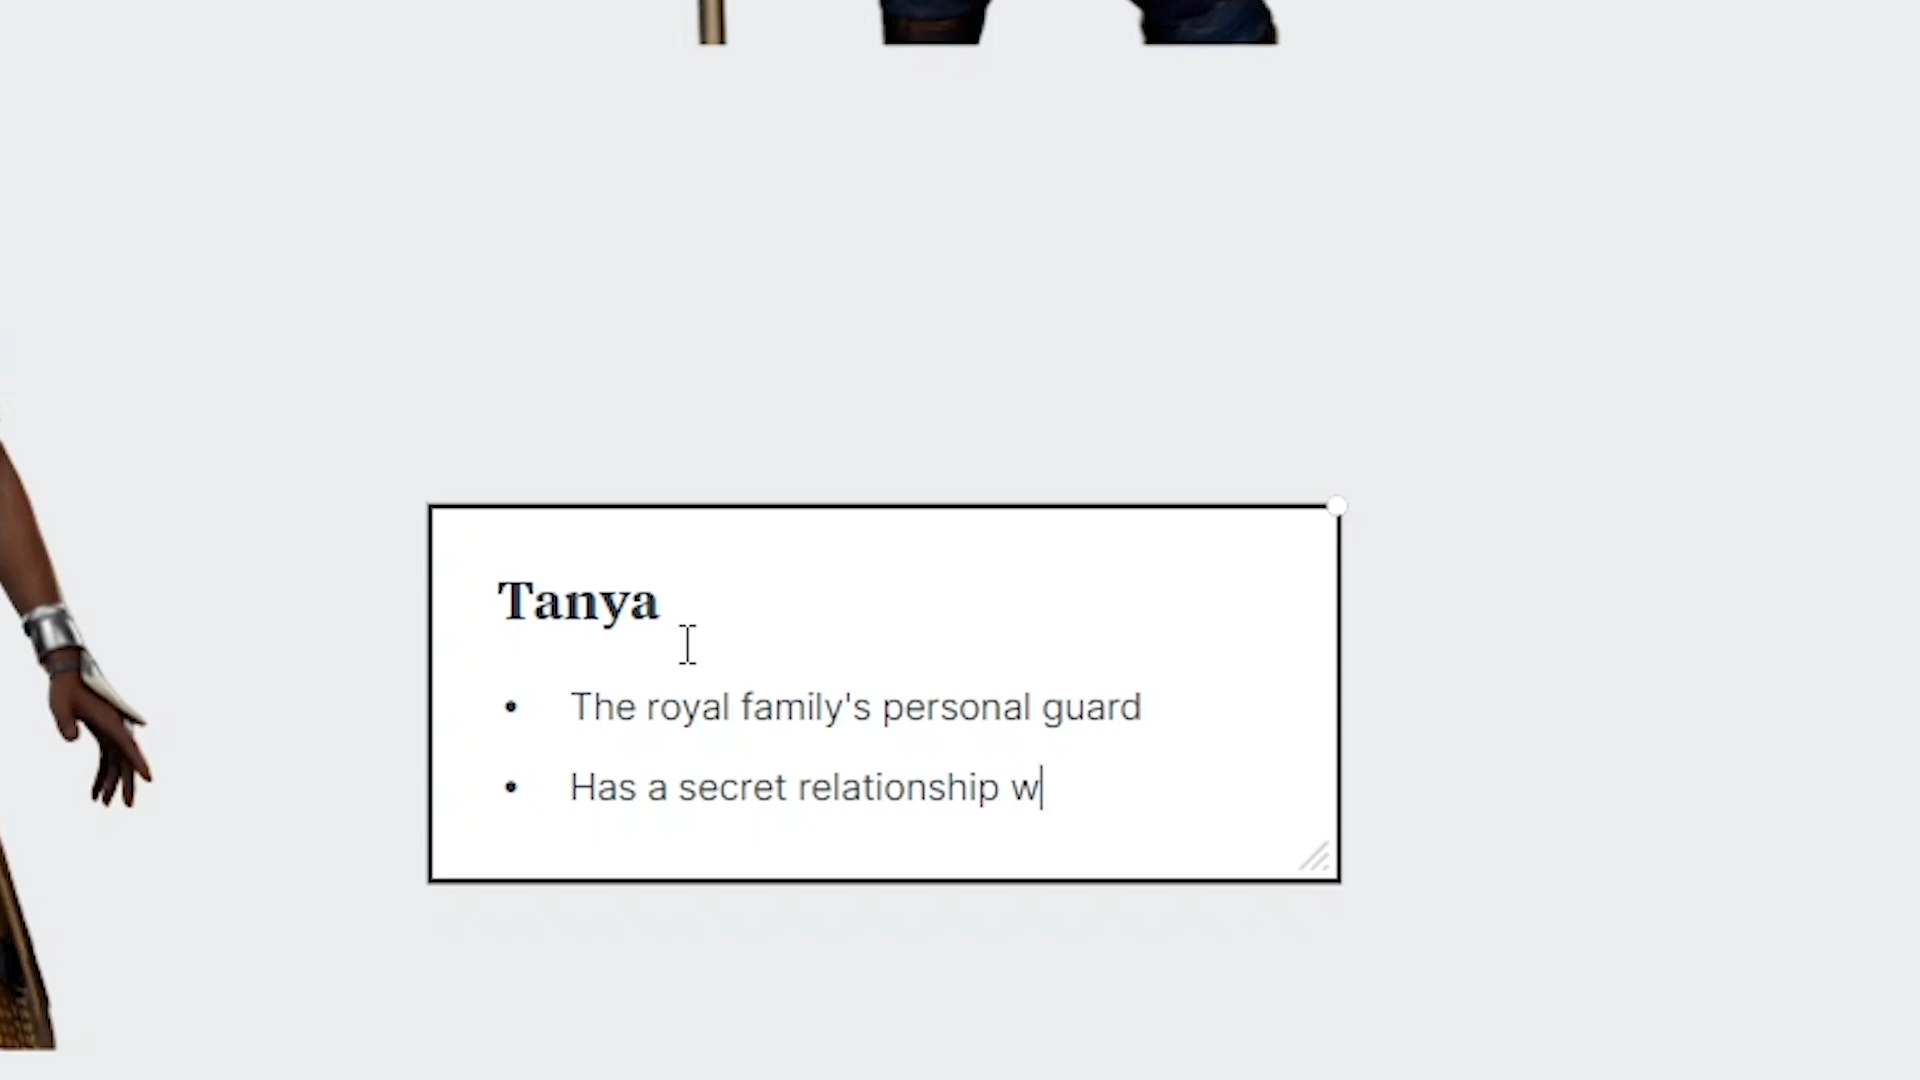 Tanya
• The royal family's personal guard
• Has a secret relationship w